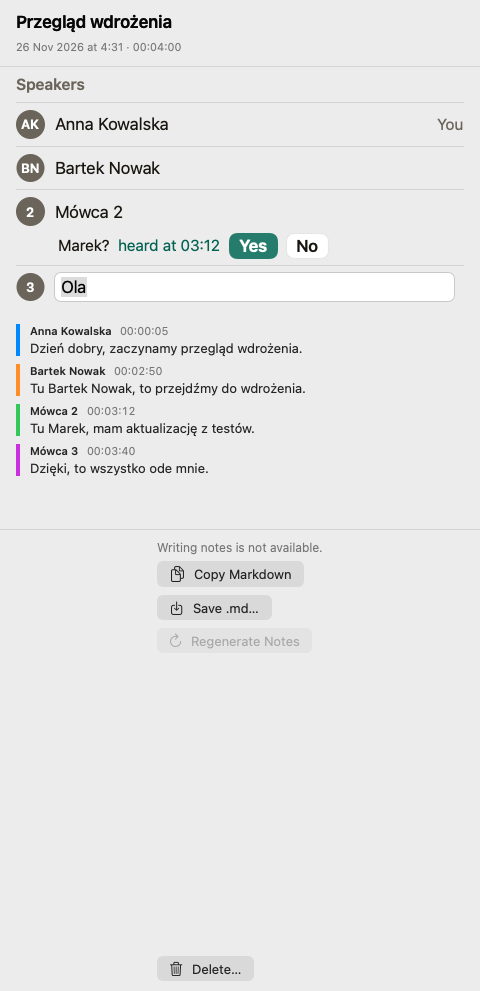 Przegląd wdrożenia
26 Nov 2026 at 4:31 · 00:04:00
Speakers
AK Anna Kowalska You
BN Bartek Nowak
2 Mówca 2
Marek? heard at 03:12 Yes No
3 Ola
Anna Kowalska 00:00:05
Dzień dobry, zaczynamy przegląd wdrożenia.
Bartek Nowak 00:02:50
Tu Bartek Nowak, to przejdźmy do wdrożenia.
Mówca 2 00:03:12
Tu Marek, mam aktualizację z testów.
Mówca 3 00:03:40
Dzięki, to wszystko ode mnie.
Writing notes is not available.
Copy Markdown
Save .md...
Regenerate Notes
Delete...